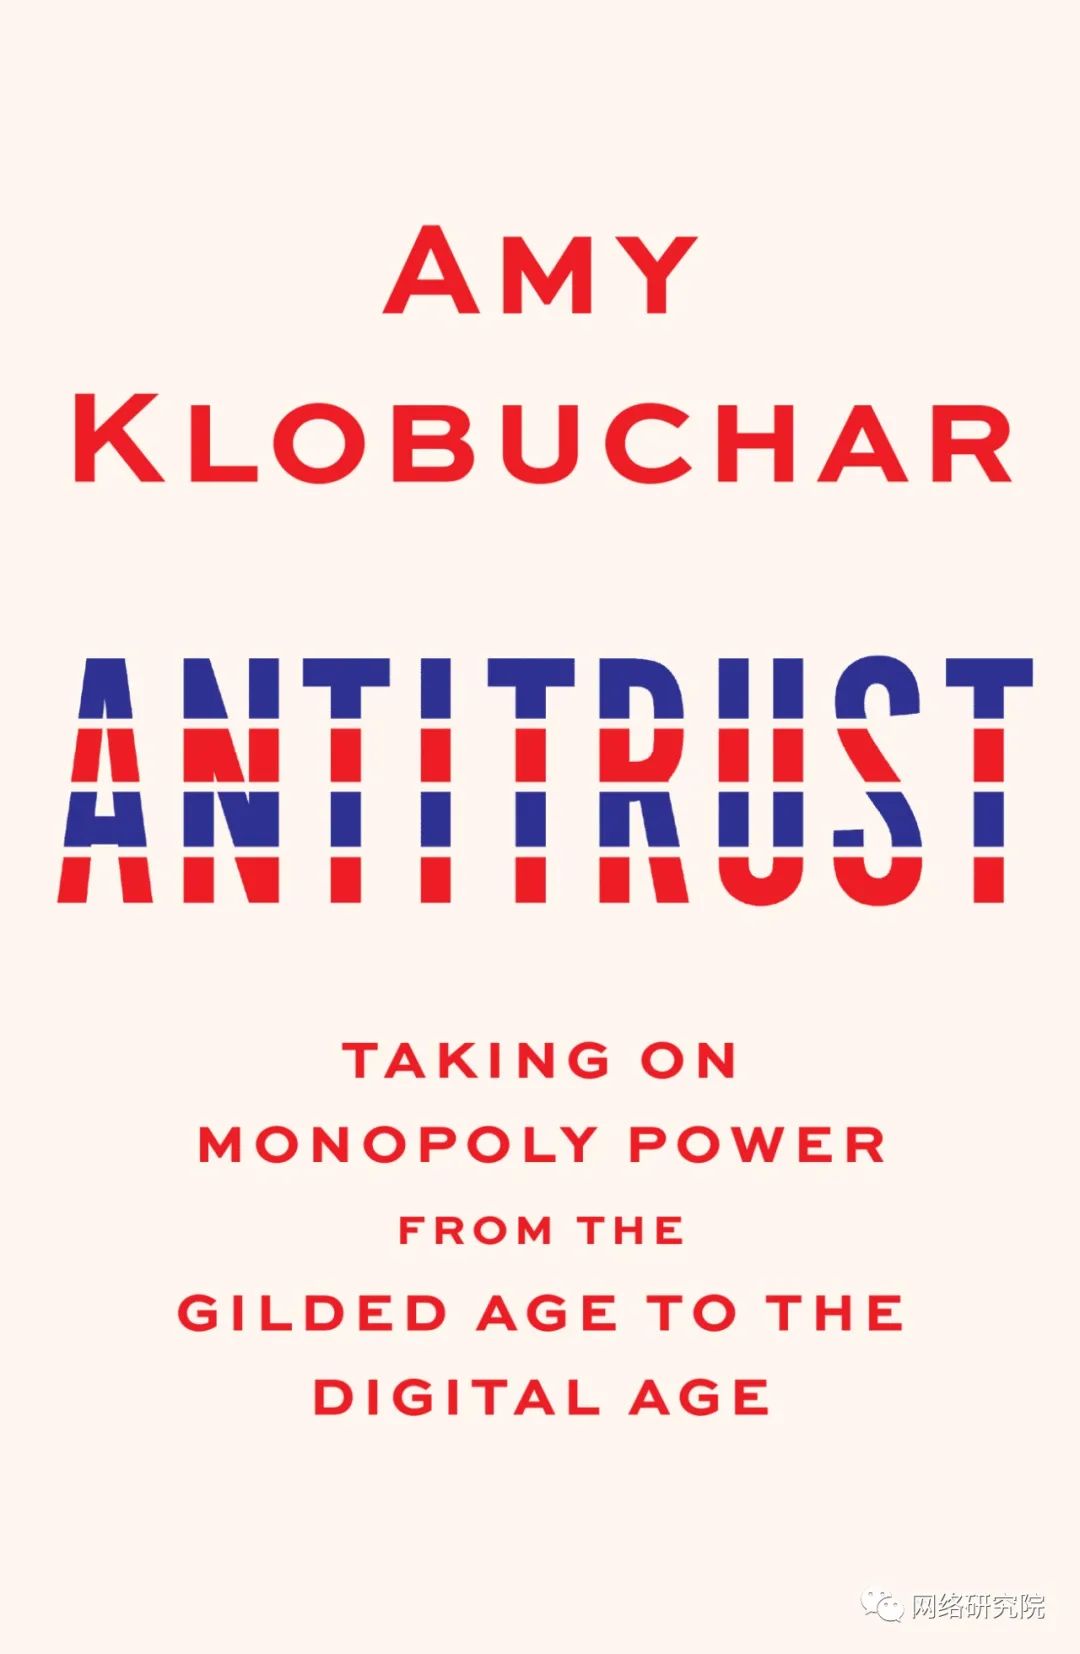 AMY
KLOBUCHAR
ANTITRUST
TAKING ON
MONOPOLY POWER
FROM THE
GILDED AGE TO THE
DIGITAL AGE
网络研究院